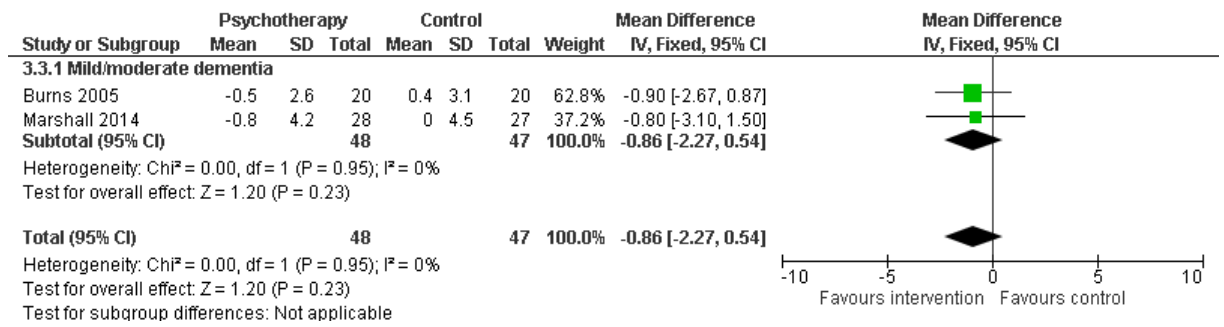 Psychotherapy Control Mean Difference Mean Difference
Study or Subgroup Mean SD Total Mean SD Total Weight IV, Fixed, 95% CI IV, Fixed, 95% CI
3.3.1 Mild/moderate dementia
Burns 2005 -0.5 2.6 20 0.4 3.1 20 62.8% -0.90 [-2.67, 0.87]
Marshall 2014 -0.8 4.2 28 0 4.5 27 37.2% -0.80 [-3.10, 1.50]
Subtotal (95% CI) 48 47 100.0% -0.86 [-2.27, 0.54]
Heterogeneity: Chi² = 0.00, df = 1 (P = 0.95); I² = 0%
Test for overall effect: Z = 1.20 (P = 0.23)
Total (95% CI) 48 47 100.0% -0.86 [-2.27, 0.54]
Heterogeneity: Chi² = 0.00, df = 1 (P = 0.95); I² = 0%
Test for overall effect: Z = 1.20 (P = 0.23)
Test for subgroup differences: Not applicable
-10 -5 0 5 10
Favours intervention Favours control